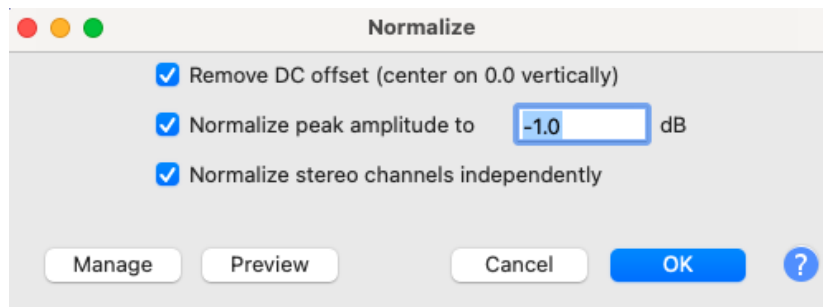 Normalize
Remove DC offset (center on 0.0 vertically)
Normalize peak amplitude to -1.0 dB
Normalize stereo channels independently
Manage Preview Cancel OK ?